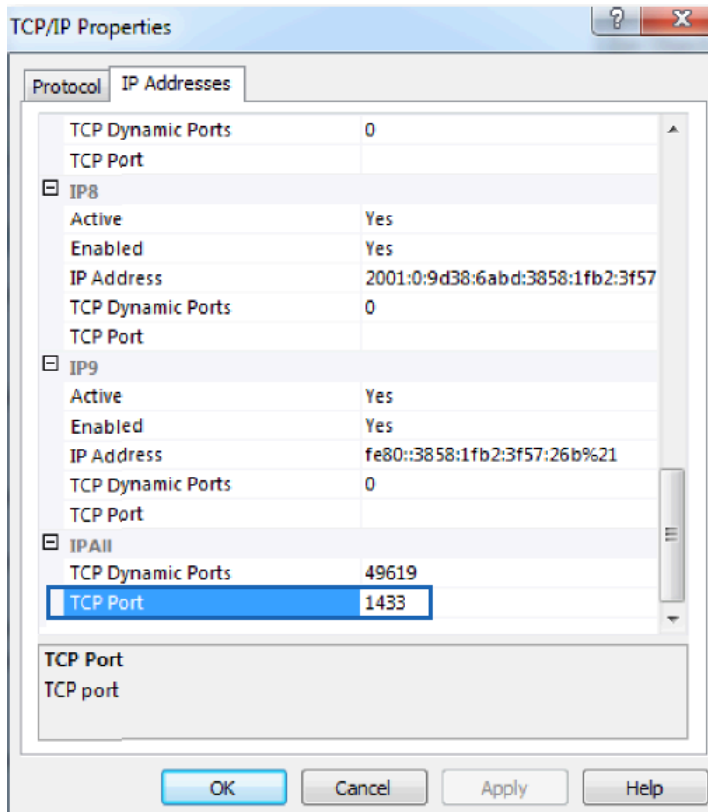 TCP/IP Properties
Protocol IP Addresses
TCP Dynamic Ports 0
TCP Port
IP8
Active Yes
Enabled Yes
IP Address 2001:0:9d38:6abd:3858:1fb2:3f57
TCP Dynamic Ports 0
TCP Port
IP9
Active Yes
Enabled Yes
IP Address fe80::3858:1fb2:3f57:26b%21
TCP Dynamic Ports 0
TCP Port
IPAll
TCP Dynamic Ports 49619
TCP Port 1433
TCP Port
TCP port
OK Cancel Apply Help